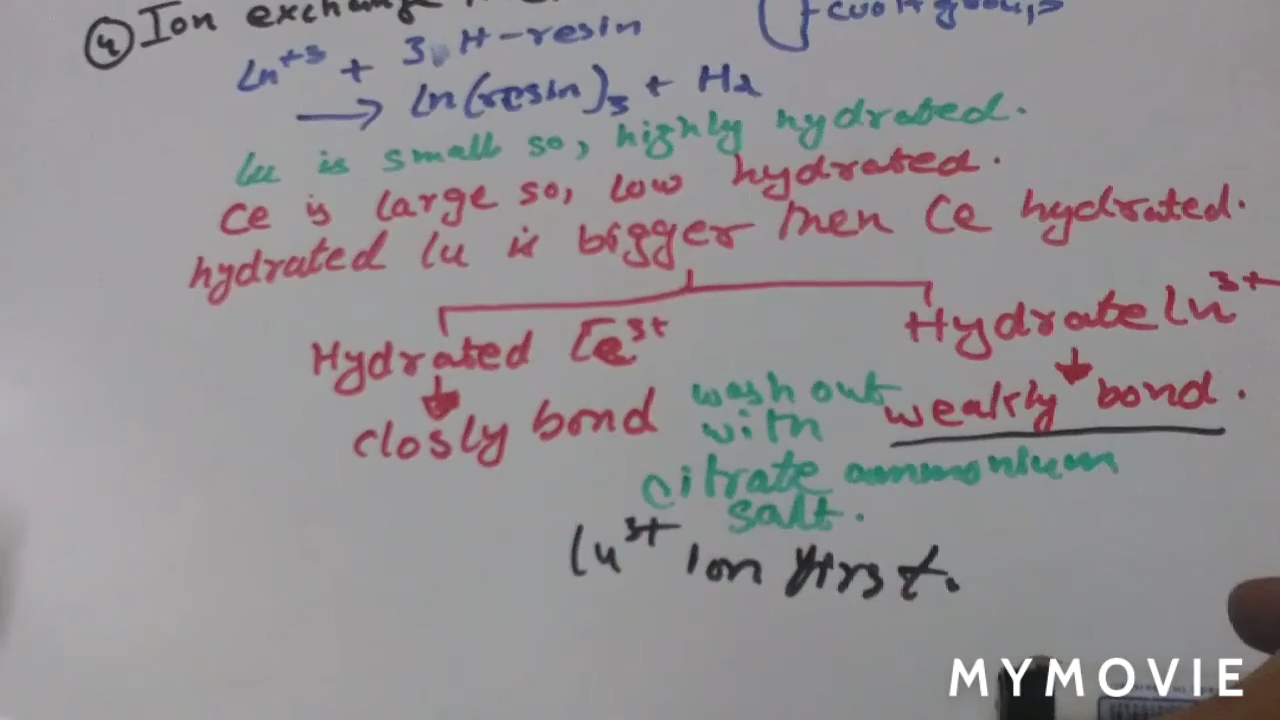 ④ Ion exchange
Ln+3 + 3 H-resin
→ Ln(resin)3 + H2
Lu is small so, highly hydrated.
Ce is large so, low hydrated.
hydrated Lu is bigger then Ce hydrated.
Hydrated Ce3+
Hydrate Ln3+
closly bond
weakly bond.
wash out
with
citrate ammonium
salt.
Lu3+ Ion first.
MYMOVIE